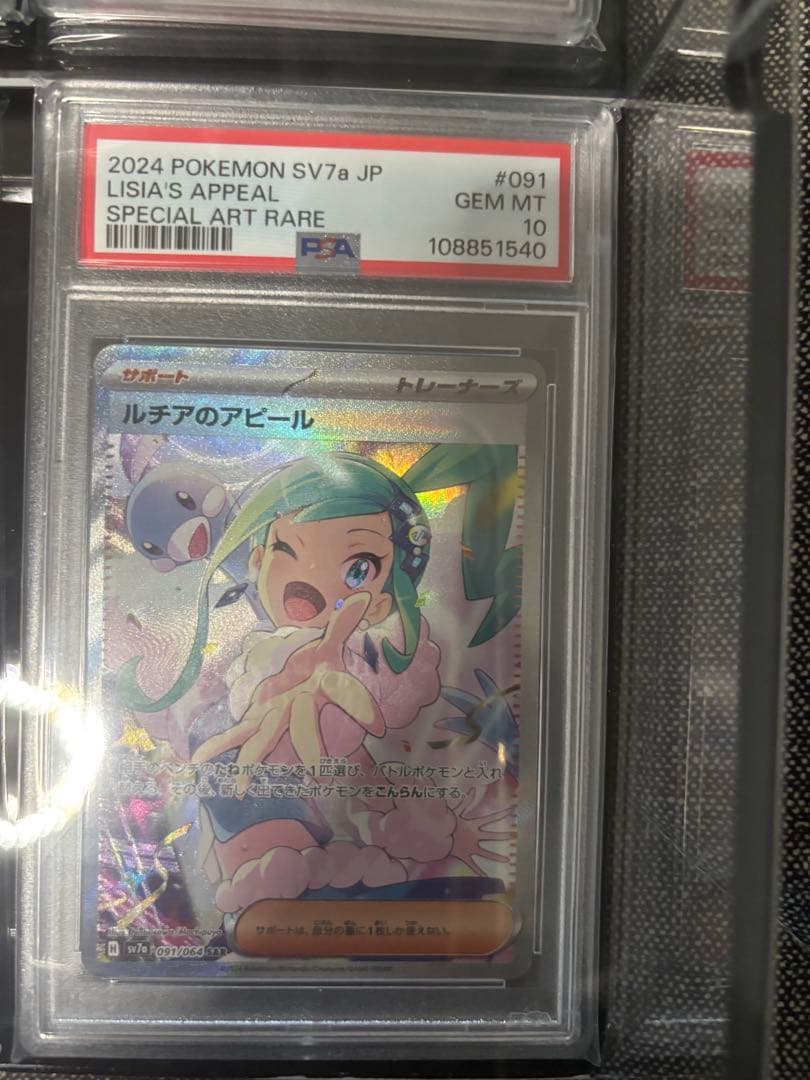 2024 POKEMON SV7a JP #091
LISIA'S APPEAL GEM MT
SPECIAL ART RARE 10
PSA 108851540
サポート トレーナーズ
ルチアのアピール
ベンチのたねポケモンを1匹選び、バトルポケモンと入れ
替える。その後、新しく出てきたポケモンをこんらんにする。
サポートは、自分の番に1枚しか使えない。
H sv7a 091/064 SAR